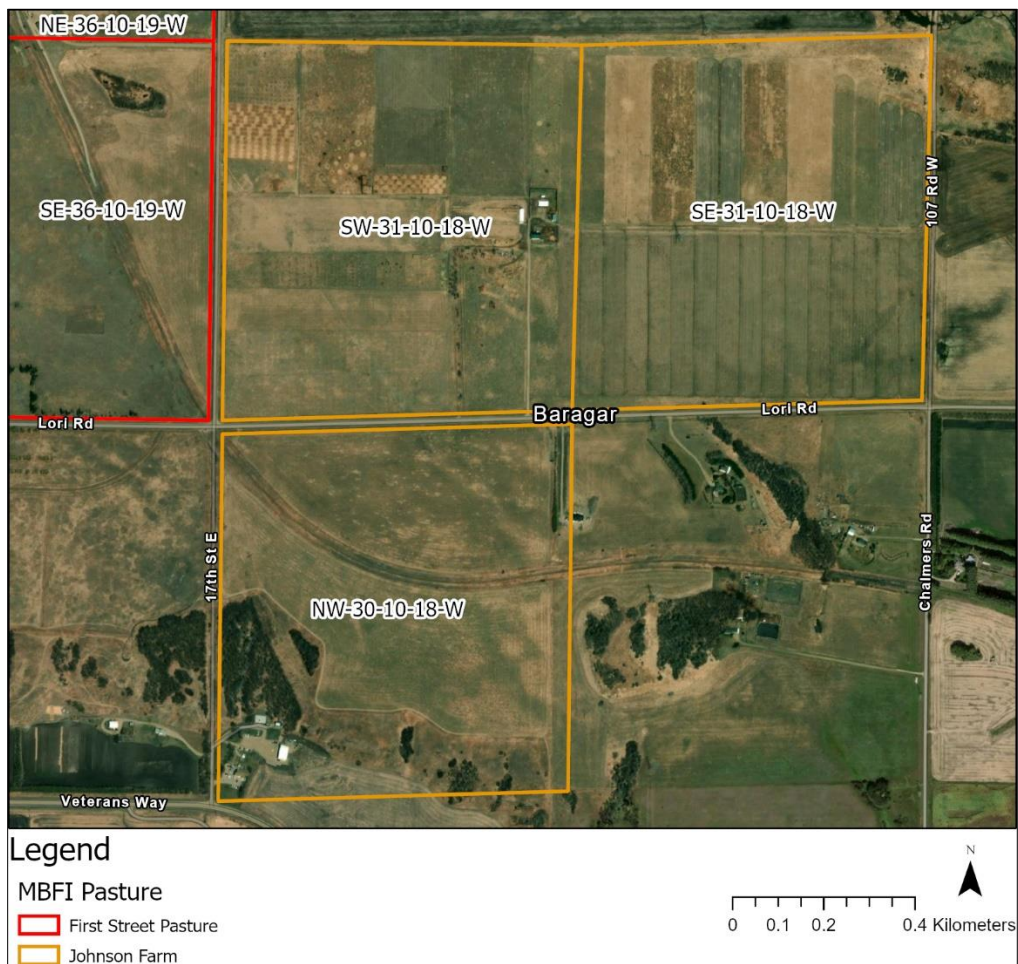 NE-36-10-19-W
SE-36-10-19-W
SW-31-10-18-W
SE-31-10-18-W
107 Rd W
Lori Rd
Baragar
Lori Rd
17th St E
NW-30-10-18-W
Chalmers Rd
Veterans Way
Legend
MBFI Pasture
First Street Pasture
Johnson Farm
N
0 0.1 0.2 0.4 Kilometers